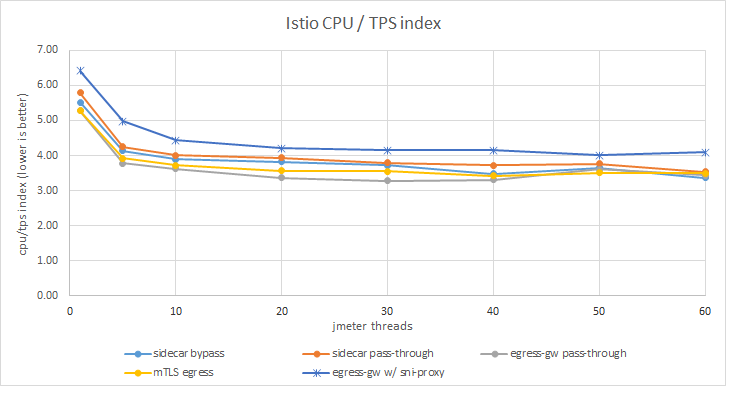 Istio CPU / TPS index
7.00
6.00
5.00
4.00
3.00
2.00
1.00
0.00
cpu/tps index (lower is better)
0 10 20 30 40 50 60
jmeter threads
sidecar bypass sidecar pass-through egress-gw pass-through
mTLS egress egress-gw w/ sni-proxy